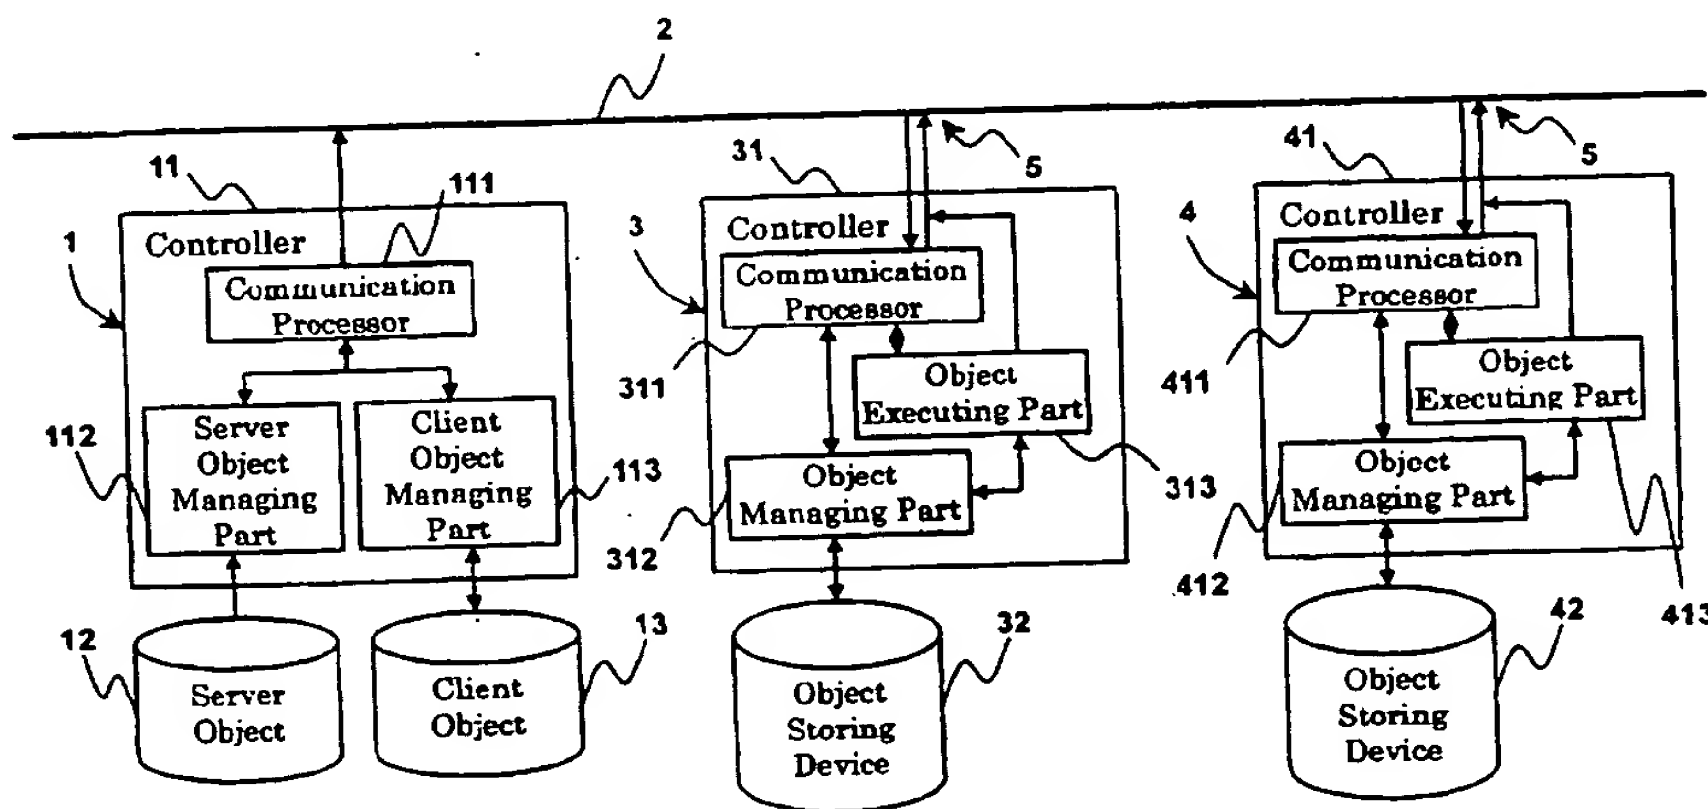 2
11
111
31
5
41
5
1
Controller
3
Controller
4
Controller
Communication
Processor
Communication
Processor
Communication
Processor
311
411
Object
Executing Part
Object
Executing Part
112
Server
Object
Managing
Part
Client
Object
Managing
Part
113
Object
Managing Part
313
Object
Managing Part
312
412
413
12
Server
Object
13
Client
Object
32
Object
Storing
Device
42
Object
Storing
Device